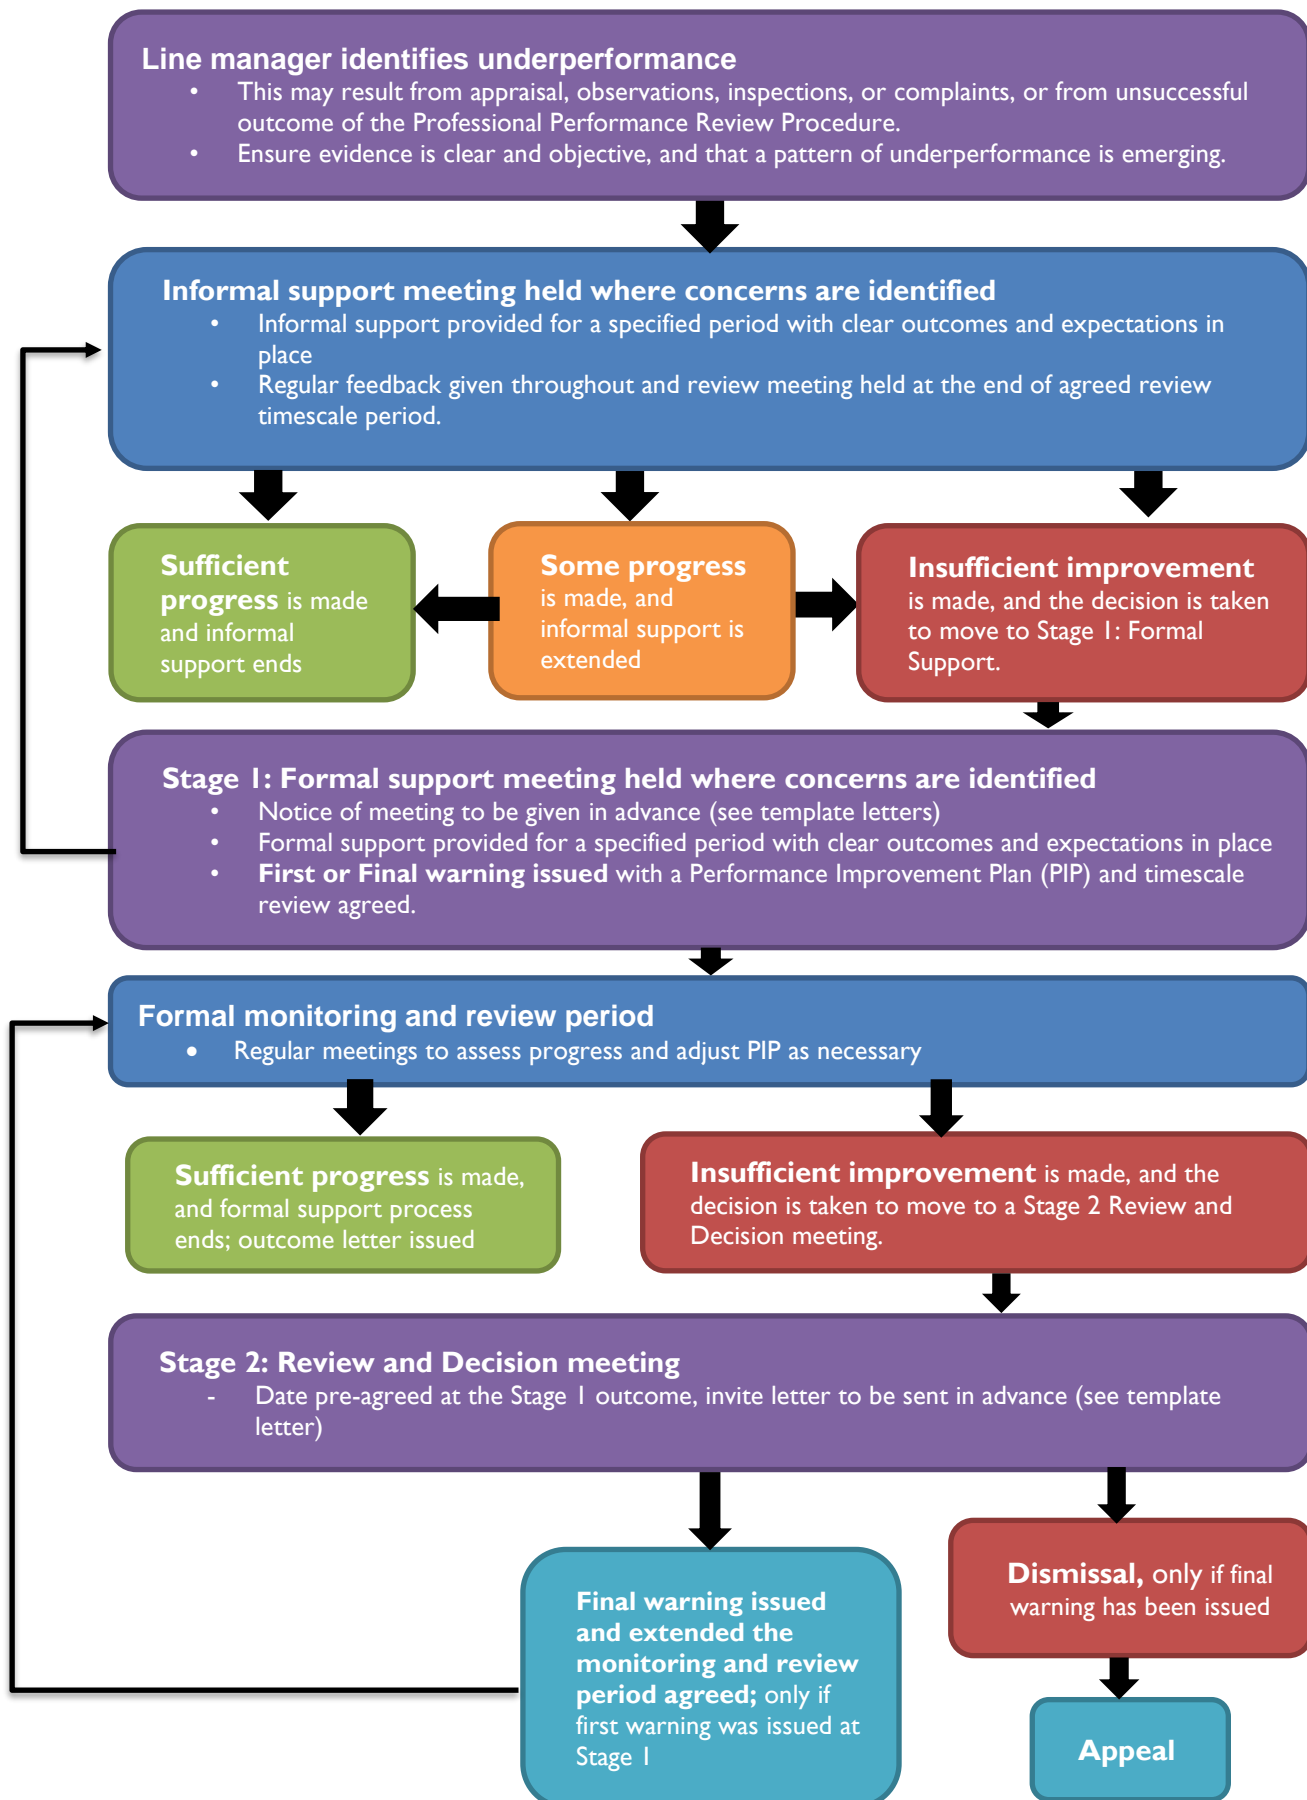 Line manager identifies underperformance
• This may result from appraisal, observations, inspections, or complaints, or from unsuccessful
outcome of the Professional Performance Review Procedure.
• Ensure evidence is clear and objective, and that a pattern of underperformance is emerging.
Informal support meeting held where concerns are identified
• Informal support provided for a specified period with clear outcomes and expectations in
place
• Regular feedback given throughout and review meeting held at the end of agreed review
timescale period.
Sufficient
progress is made
and informal
support ends
Some progress
is made, and
informal support is
extended
Insufficient improvement
is made, and the decision is taken
to move to Stage 1: Formal
Support.
Stage 1: Formal support meeting held where concerns are identified
• Notice of meeting to be given in advance (see template letters)
• Formal support provided for a specified period with clear outcomes and expectations in place
• First or Final warning issued with a Performance Improvement Plan (PIP) and timescale
review agreed.
Formal monitoring and review period
• Regular meetings to assess progress and adjust PIP as necessary
Sufficient progress is made,
and formal support process
ends; outcome letter issued
Insufficient improvement is made, and the
decision is taken to move to a Stage 2 Review and
Decision meeting.
Stage 2: Review and Decision meeting
- Date pre-agreed at the Stage 1 outcome, invite letter to be sent in advance (see template
letter)
Final warning issued
and extended the
monitoring and review
period agreed; only if
first warning was issued at
Stage 1
Dismissal, only if final
warning has been issued
Appeal